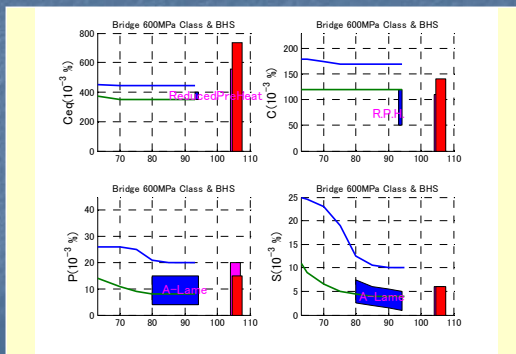 Bridge 600MPa Class & BHS
Ceq(10⁻³ %)
800
600
400
200
0
ReducedPreHeat
70 80 90 100 110
Bridge 600MPa Class & BHS
C(10⁻³ %)
200
150
100
50
0
R.P.H.
70 80 90 100 110
Bridge 600MPa Class & BHS
P(10⁻³ %)
40
30
20
10
0
A-Lame
70 80 90 100 110
Bridge 600MPa Class & BHS
S(10⁻³ %)
25
20
15
10
5
0
A-Lame
70 80 90 100 110